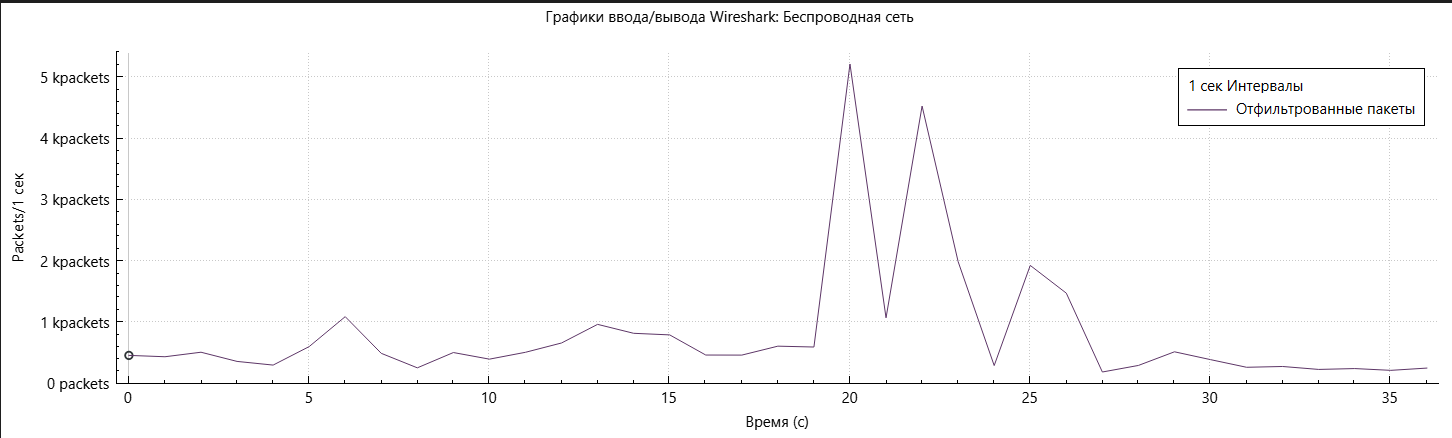 Графики ввода/вывода Wireshark: Беспроводная сеть
5 kpackets
4 kpackets
3 kpackets
2 kpackets
1 kpackets
0 packets
Packets/1 сек
1 сек Интервалы
Отфильтрованные пакеты
0 5 10 15 20 25 30 35
Время (с)